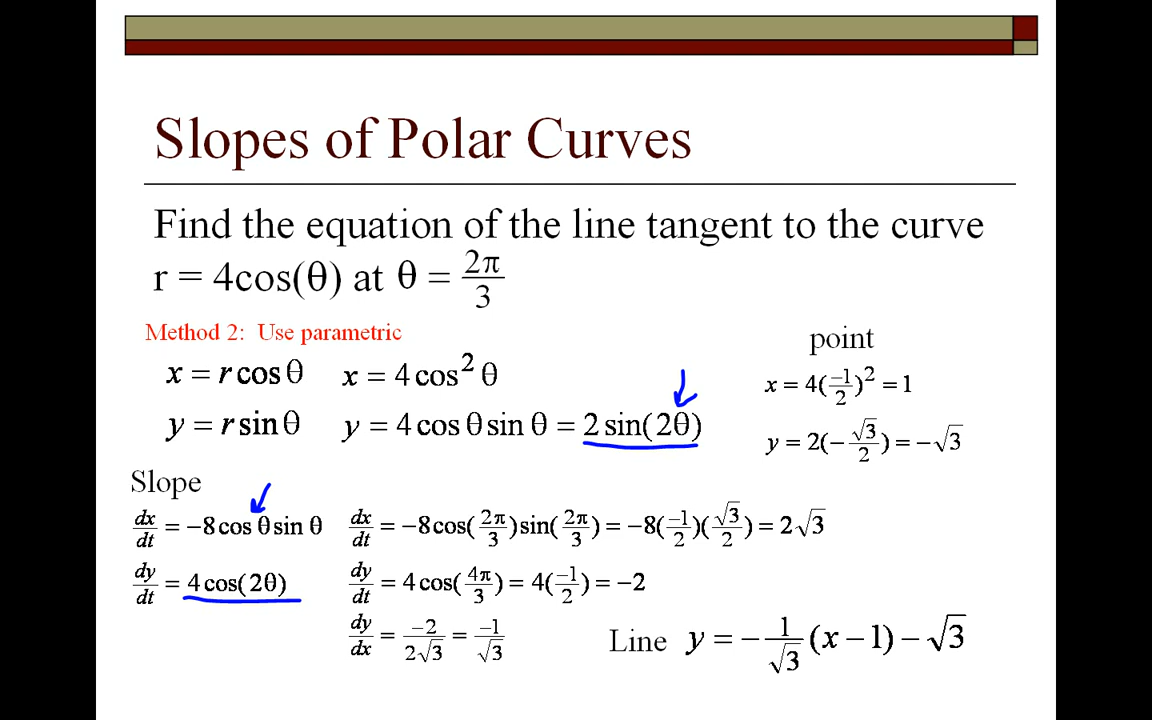 Slopes of Polar Curves
Find the equation of the line tangent to the curve
r = 4cos(θ) at θ = 2π/3
Method 2: Use parametric
point
x = r cos θ x = 4 cos² θ
x = 4(-1/2)² = 1
y = r sin θ y = 4 cos θ sin θ = 2 sin(2θ)
y = 2(-√3/2) = -√3
Slope
dx/dt = -8 cos θ sin θ dx/dt = -8cos(2π/3)sin(2π/3) = -8(-1/2)(√3/2) = 2√3
dy/dt = 4 cos(2θ) dy/dt = 4 cos(4π/3) = 4(-1/2) = -2
dy/dx = -2/2√3 = -1/√3
Line y = -1/√3 (x - 1) - √3